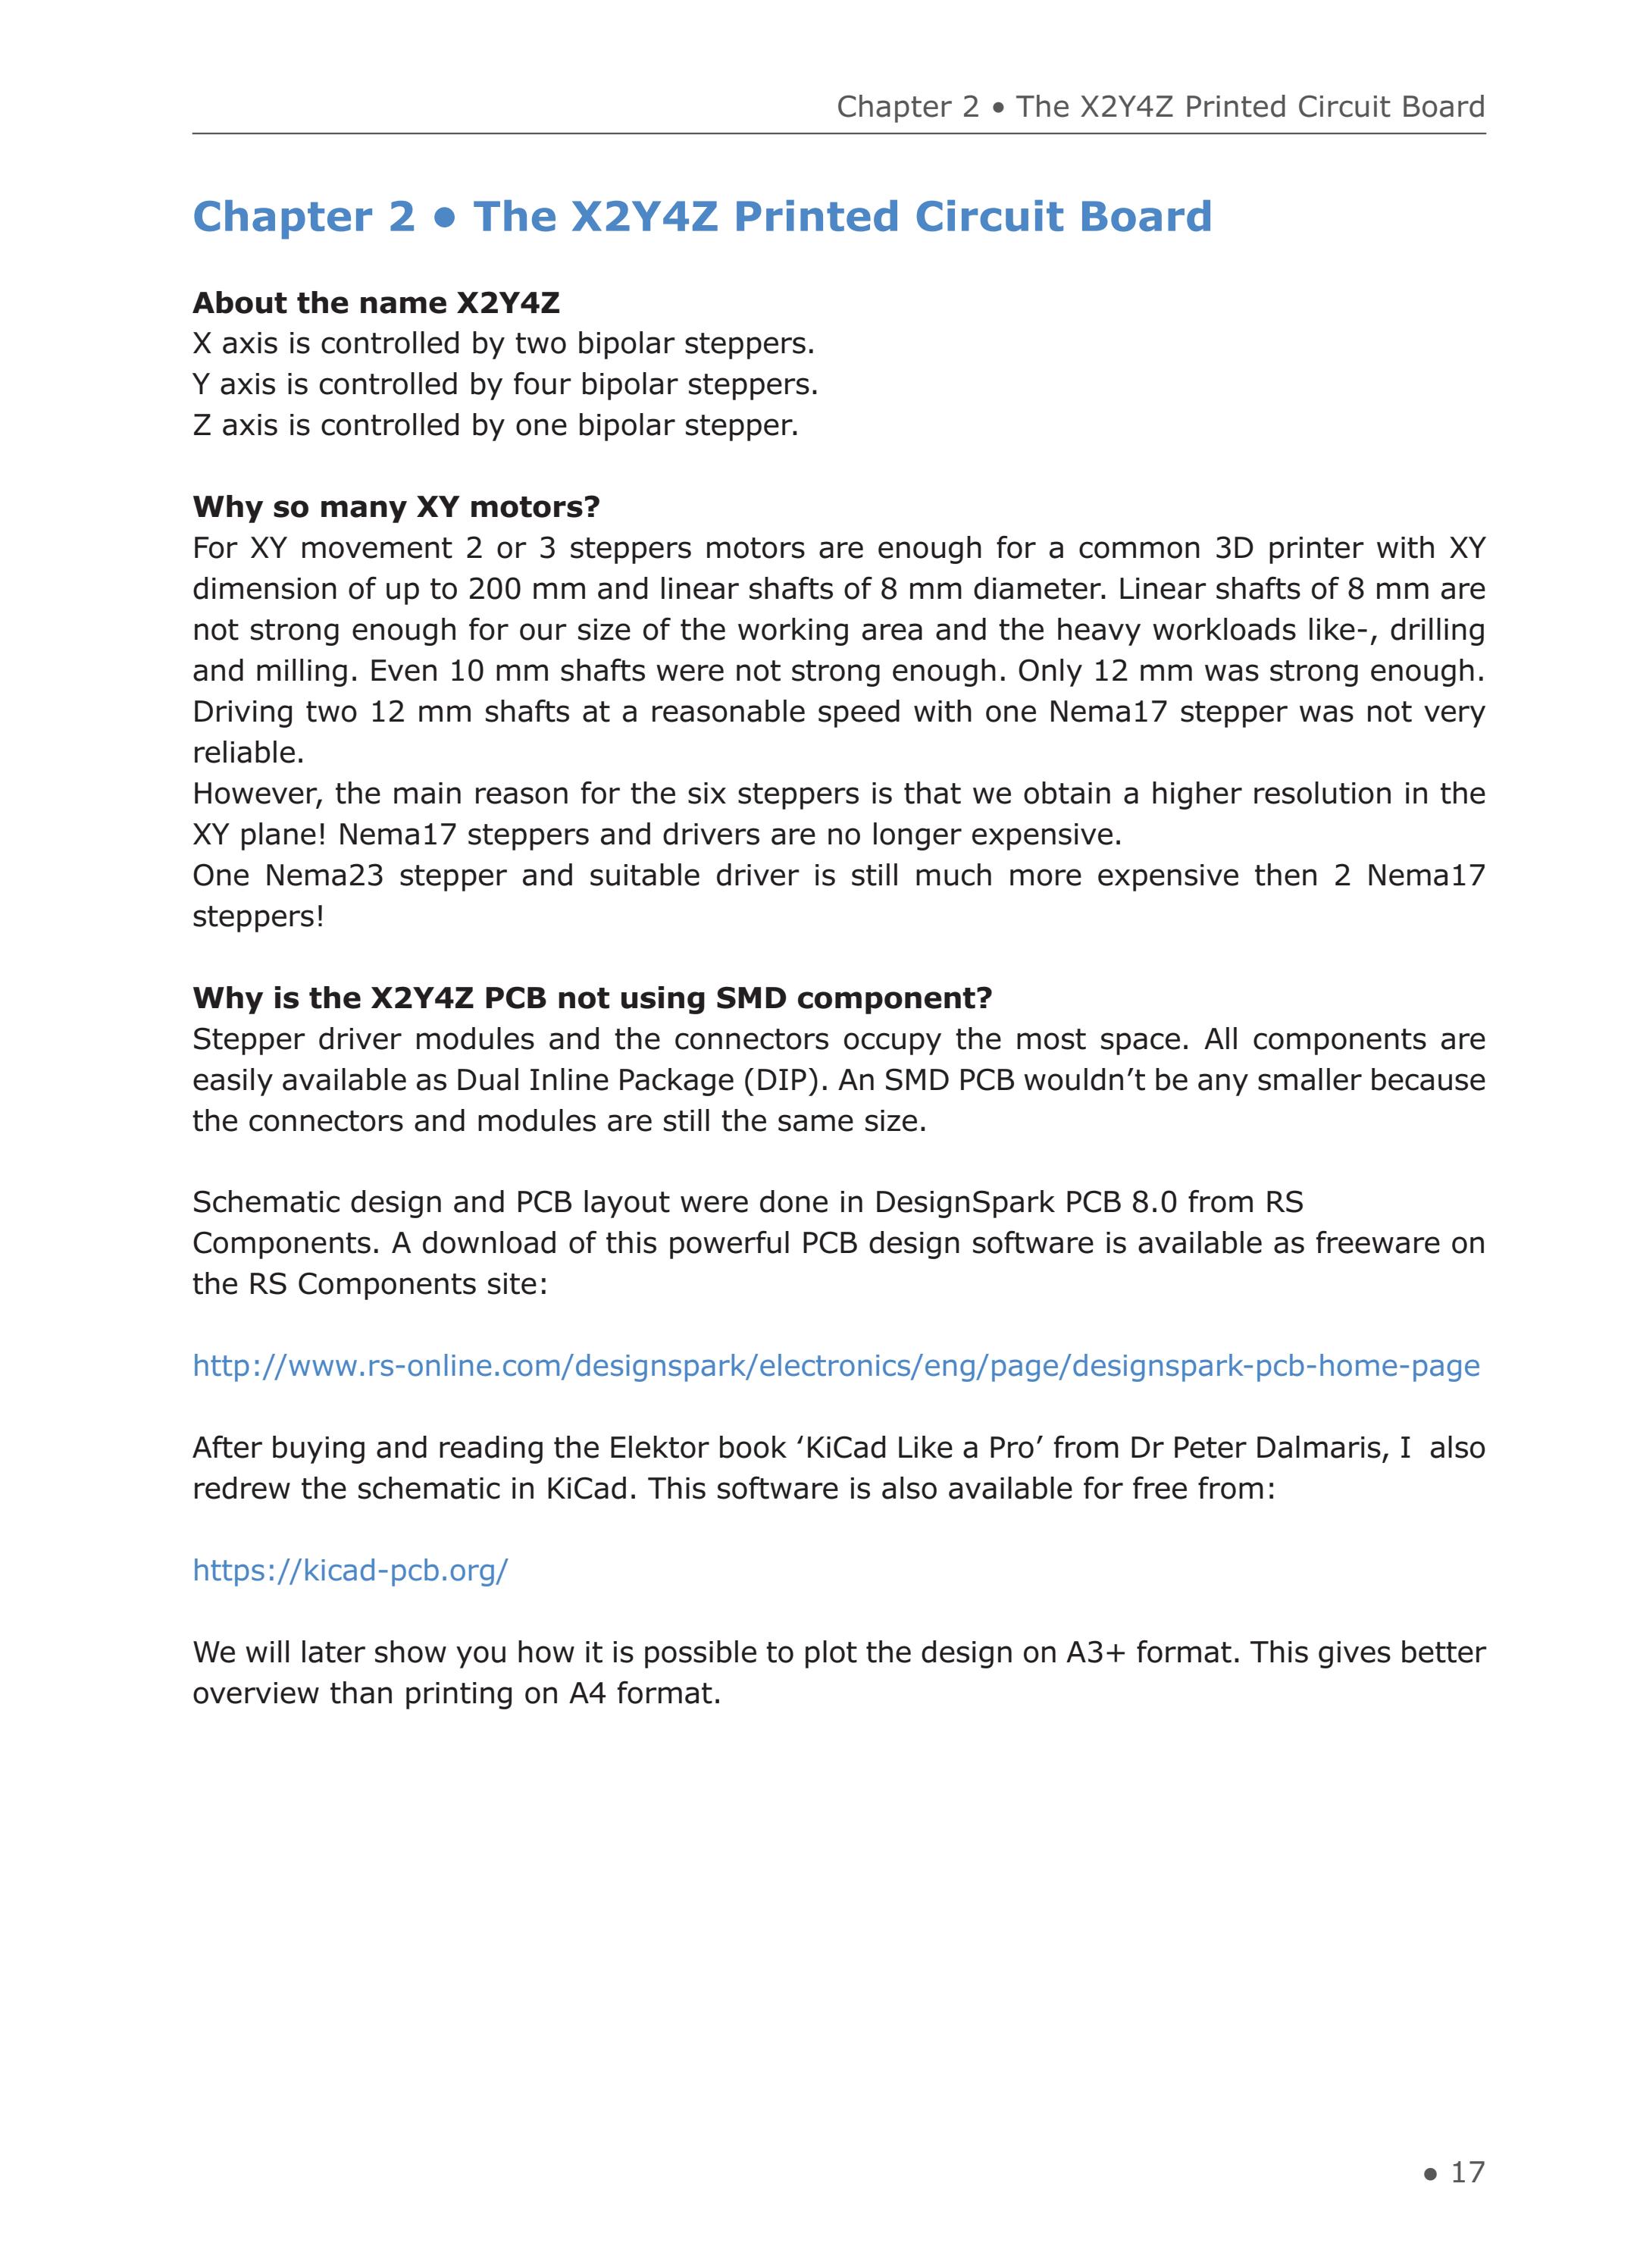 Chapter 2 ● The X2Y4Z Printed Circuit Board
Chapter 2 ● The X2Y4Z Printed Circuit Board
About the name X2Y4Z
X axis is controlled by two bipolar steppers.
Y axis is controlled by four bipolar steppers.
Z axis is controlled by one bipolar stepper.
Why so many XY motors?
For XY movement 2 or 3 steppers motors are enough for a common 3D printer with XY
dimension of up to 200 mm and linear shafts of 8 mm diameter. Linear shafts of 8 mm are
not strong enough for our size of the working area and the heavy workloads like-, drilling
and milling. Even 10 mm shafts were not strong enough. Only 12 mm was strong enough.
Driving two 12 mm shafts at a reasonable speed with one Nema17 stepper was not very
reliable.
However, the main reason for the six steppers is that we obtain a higher resolution in the
XY plane! Nema17 steppers and drivers are no longer expensive.
One Nema23 stepper and suitable driver is still much more expensive then 2 Nema17
steppers!
Why is the X2Y4Z PCB not using SMD component?
Stepper driver modules and the connectors occupy the most space. All components are
easily available as Dual Inline Package (DIP). An SMD PCB wouldn’t be any smaller because
the connectors and modules are still the same size.
Schematic design and PCB layout were done in DesignSpark PCB 8.0 from RS
Components. A download of this powerful PCB design software is available as freeware on
the RS Components site:
http://www.rs-online.com/designspark/electronics/eng/page/designspark-pcb-home-page
After buying and reading the Elektor book ‘KiCad Like a Pro’ from Dr Peter Dalmaris, I also
redrew the schematic in KiCad. This software is also available for free from:
https://kicad-pcb.org/
We will later show you how it is possible to plot the design on A3+ format. This gives better
overview than printing on A4 format.
● 17